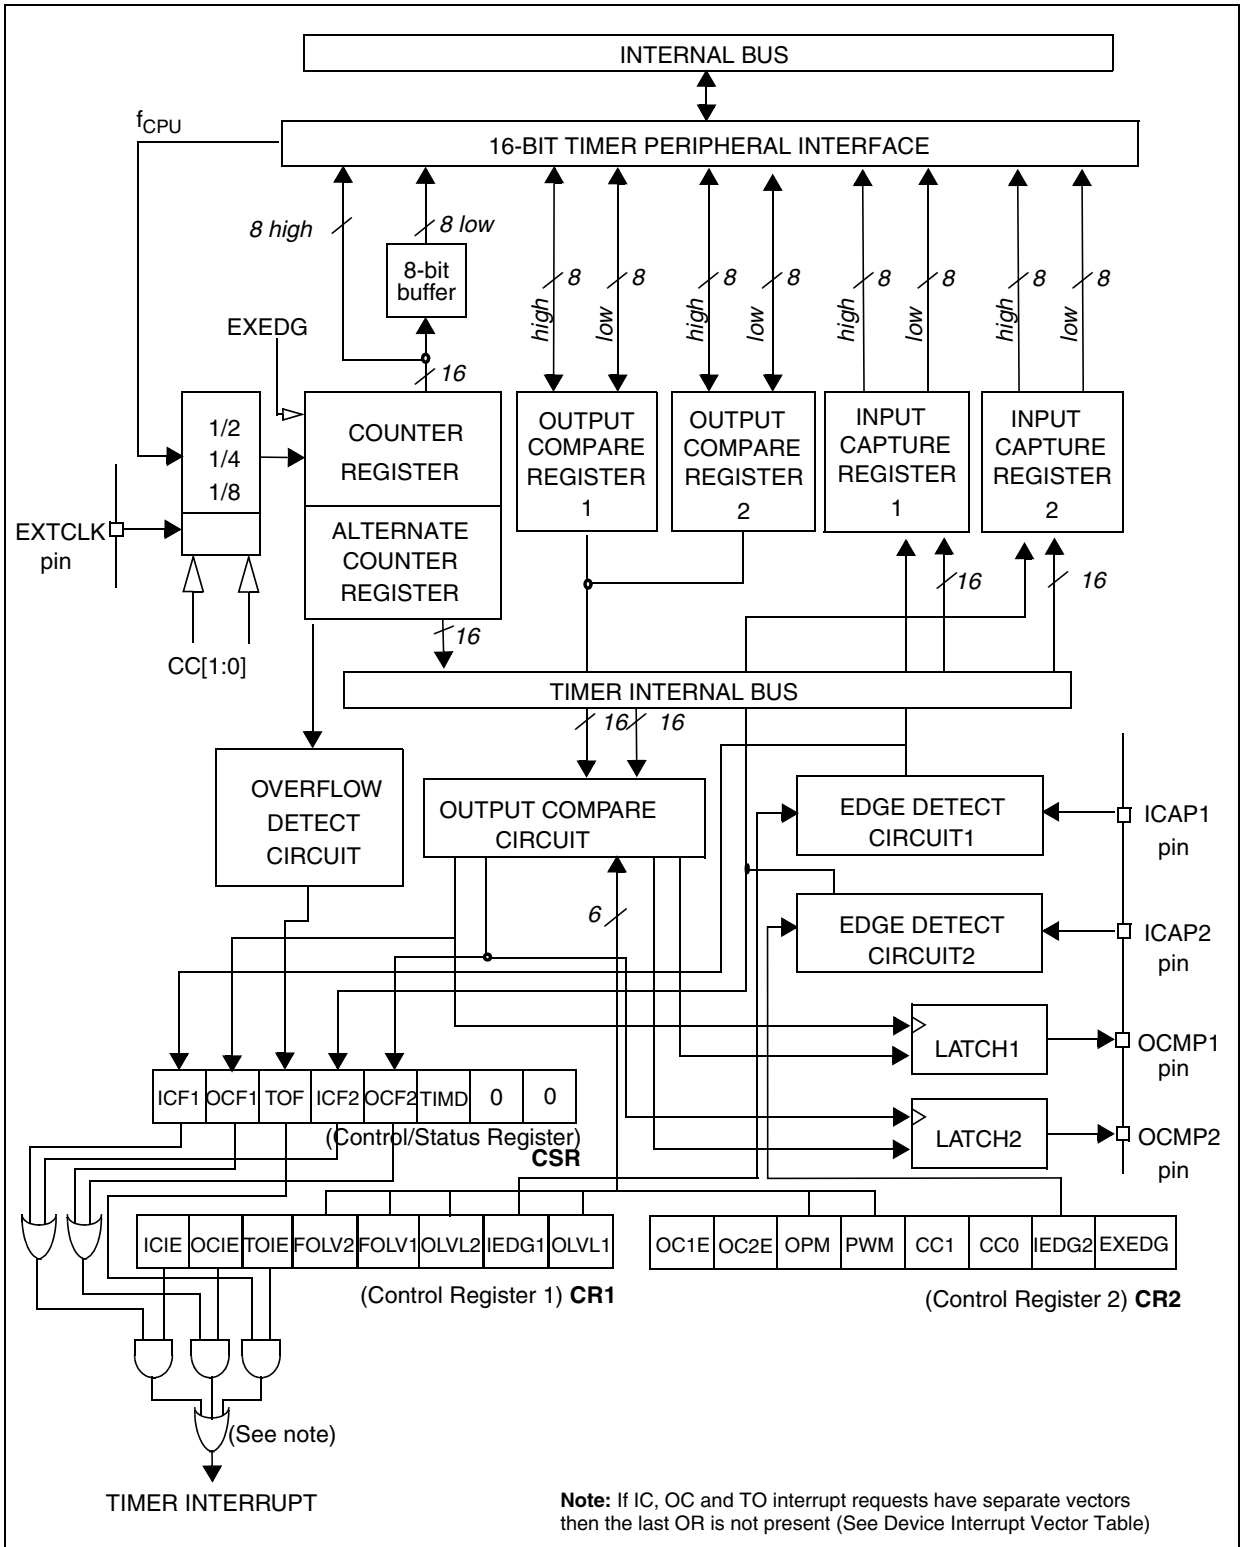 INTERNAL BUS
fCPU
16-BIT TIMER PERIPHERAL INTERFACE
8 high
8 low
8-bit
buffer
8
8
8
8
8
8
8
8
high
low
high
low
high
low
high
low
EXEDG
16
1/2
1/4
1/8
COUNTER
REGISTER
OUTPUT
COMPARE
REGISTER
1
OUTPUT
COMPARE
REGISTER
2
INPUT
CAPTURE
REGISTER
1
INPUT
CAPTURE
REGISTER
2
EXTCLK
pin
ALTERNATE
COUNTER
REGISTER
16
16
16
CC[1:0]
TIMER INTERNAL BUS
16
16
OVERFLOW
DETECT
CIRCUIT
OUTPUT COMPARE
CIRCUIT
EDGE DETECT
CIRCUIT1
ICAP1
pin
6
EDGE DETECT
CIRCUIT2
ICAP2
pin
LATCH1
OCMP1
pin
ICF1
OCF1
TOF
ICF2
OCF2
TIMD
0
0
(Control/Status Register)
CSR
LATCH2
OCMP2
pin
ICIE
OCIE
TOIE
FOLV2
FOLV1
OLVL2
IEDG1
OLVL1
OC1E
OC2E
OPM
PWM
CC1
CC0
IEDG2
EXEDG
(Control Register 1) CR1
(Control Register 2) CR2
(See note)
TIMER INTERRUPT
Note: If IC, OC and TO interrupt requests have separate vectors
then the last OR is not present (See Device Interrupt Vector Table)